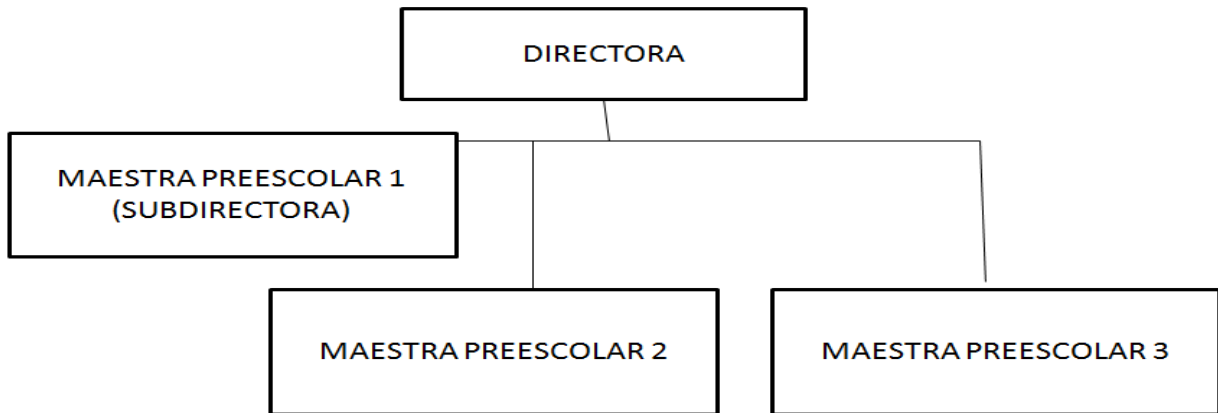 DIRECTORA
MAESTRA PREESCOLAR 1
(SUBDIRECTORA)
MAESTRA PREESCOLAR 2
MAESTRA PREESCOLAR 3